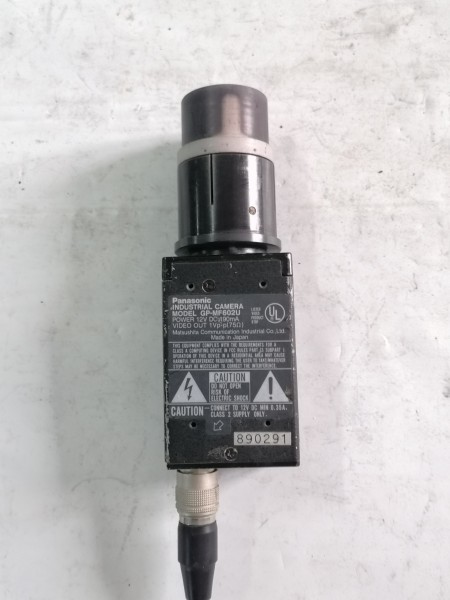 Panasonic
INDUSTRIAL CAMERA
MODEL GP-MF602U
POWER 12V DC⎓190mA
VIDEO OUT 1Vp-p(75Ω)
Matsushita Communication Industrial Co.,Ltd.
Made in Japan
UL
THIS EQUIPMENT COMPLIES WITH THE REQUIREMENTS FOR A
CLASS A COMPUTING DEVICE IN FCC RULES PART 15 SUBPART J.
OPERATION OF THIS DEVICE IN A RESIDENTIAL AREA MAY CAUSE
HARMFUL INTERFERENCE REQUIRING THE USER TO TAKE WHATEVER
STEPS MAY BE NECESSARY TO CORRECT THE INTERFERENCE
CAUTION
DO NOT OPEN
RISK OF
ELECTRIC SHOCK
CAUTION: CONNECT TO 12V DC MIN 0.35A.
CLASS 2 SUPPLY ONLY.
890291